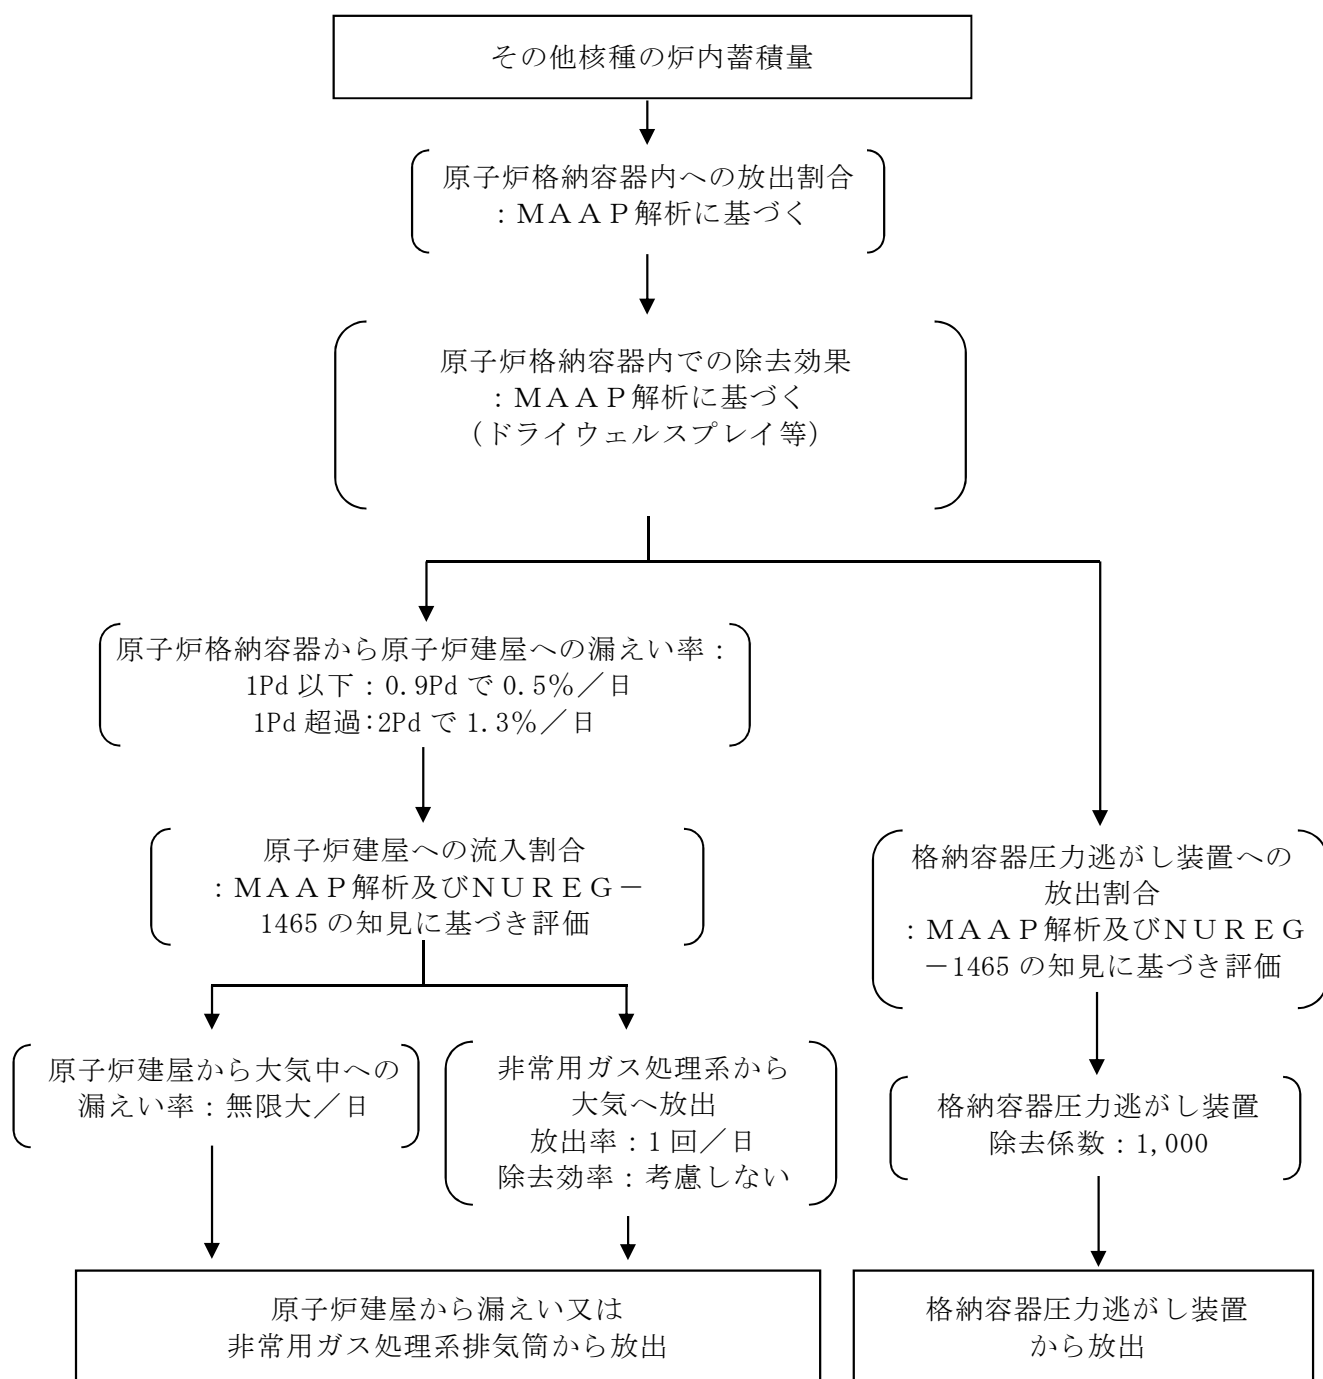 その他核種の炉内蓄積量
原子炉格納容器内への放出割合
：ＭＡＡＰ解析に基づく
原子炉格納容器内での除去効果
：ＭＡＡＰ解析に基づく
（ドライウェルスプレイ等）
原子炉格納容器から原子炉建屋への漏えい率：
1Pd 以下：0.9Pd で 0.5％／日
1Pd 超過:2Pd で 1.3％／日
原子炉建屋への流入割合
：ＭＡＡＰ解析及びＮＵＲＥＧ－
1465 の知見に基づき評価
格納容器圧力逃がし装置への
放出割合
：ＭＡＡＰ解析及びＮＵＲＥＧ
－1465 の知見に基づき評価
原子炉建屋から大気中への
漏えい率：無限大／日
非常用ガス処理系から
大気へ放出
放出率：1 回／日
除去効率：考慮しない
格納容器圧力逃がし装置
除去係数：1,000
原子炉建屋から漏えい又は
非常用ガス処理系排気筒から放出
格納容器圧力逃がし装置
から放出